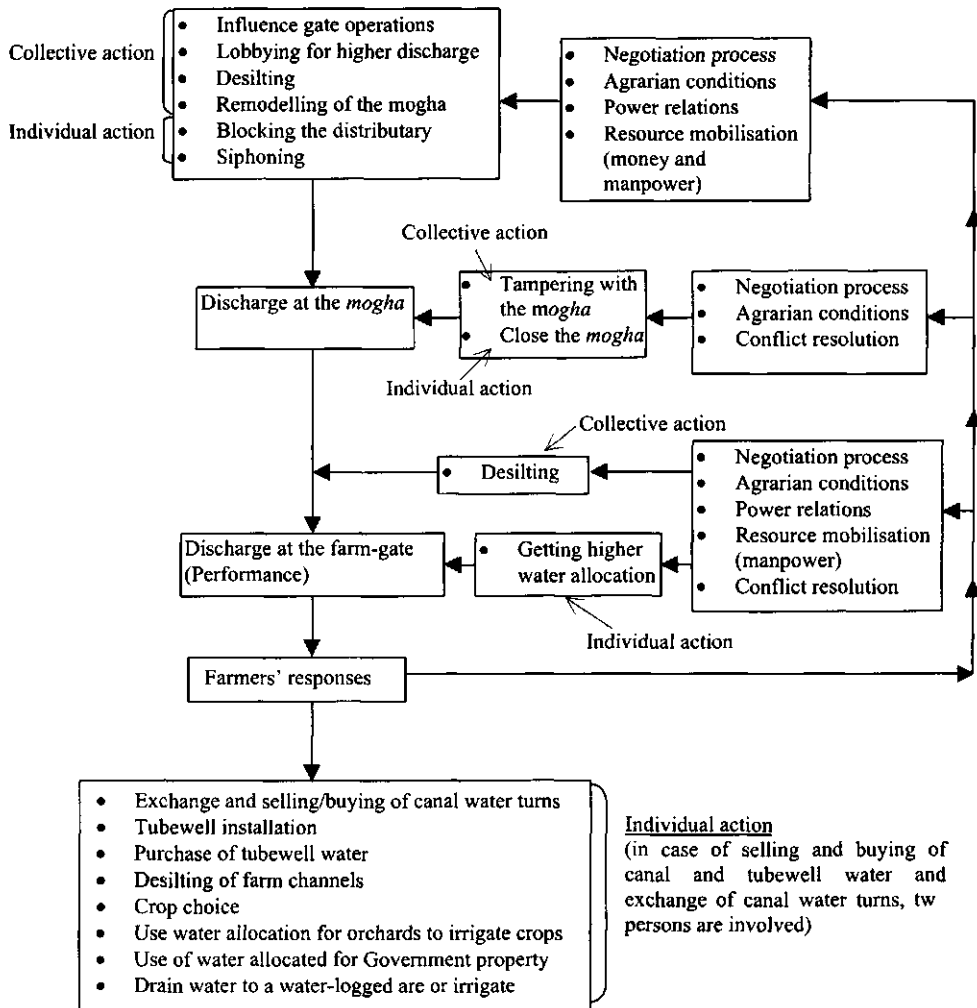 Collective action
Individual action
• Influence gate operations
• Lobbying for higher discharge
• Desilting
• Remodelling of the mogha
• Blocking the distributary
• Siphoning
• Negotiation process
• Agrarian conditions
• Power relations
• Resource mobilisation
(money and
manpower)
Collective action
Discharge at the mogha
• Tampering with
the mogha
• Close the mogha
Individual action
• Negotiation process
• Agrarian conditions
• Conflict resolution
Collective action
• Desilting
• Negotiation process
• Agrarian conditions
• Power relations
• Resource mobilisation
(manpower)
• Conflict resolution
Discharge at the farm-gate
(Performance)
• Getting higher
water allocation
Individual action
Farmers' responses
• Exchange and selling/buying of canal water turns
• Tubewell installation
• Purchase of tubewell water
• Desilting of farm channels
• Crop choice
• Use water allocation for orchards to irrigate crops
• Use of water allocated for Government property
• Drain water to a water-logged are or irrigate
Individual action
(in case of selling and buying of
canal and tubewell water and
exchange of canal water turns, tw
persons are involved)